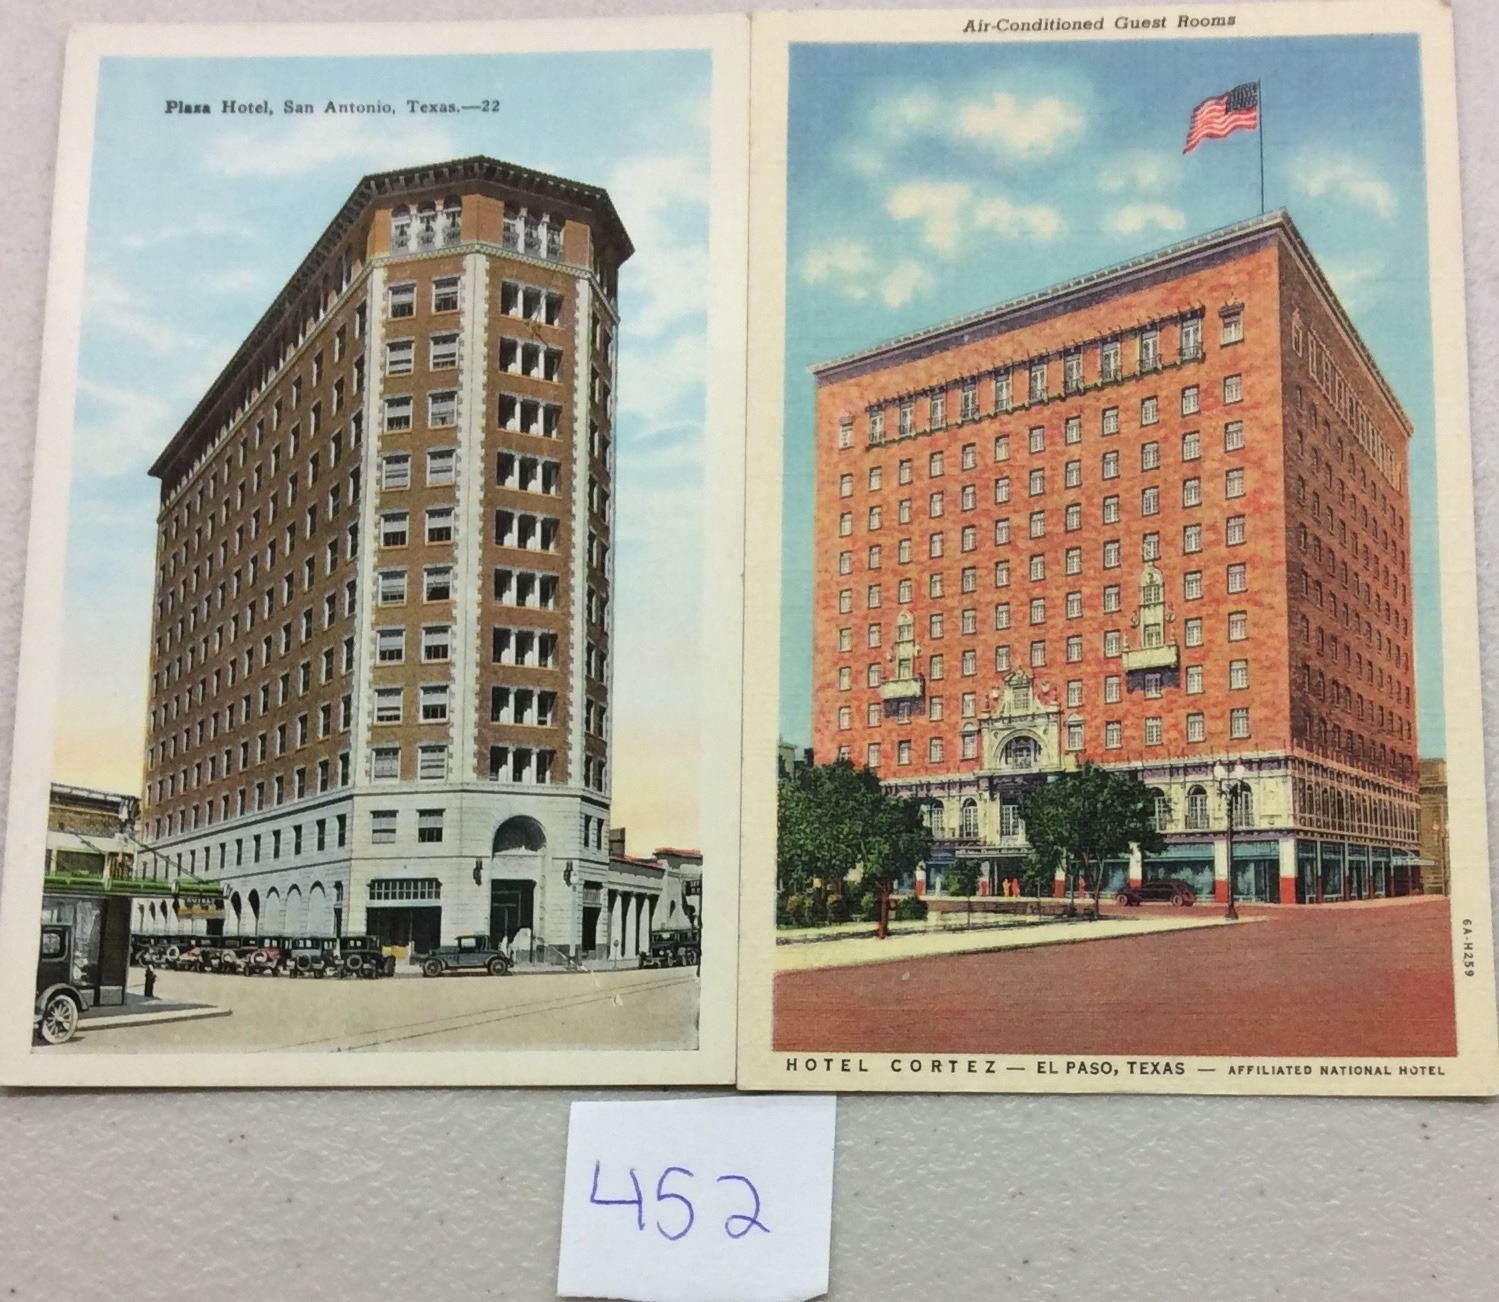 Plaza Hotel, San Antonio, Texas.—22
Air-Conditioned Guest Rooms
6A-H259
HOTEL CORTEZ — EL PASO, TEXAS — AFFILIATED NATIONAL HOTEL
452